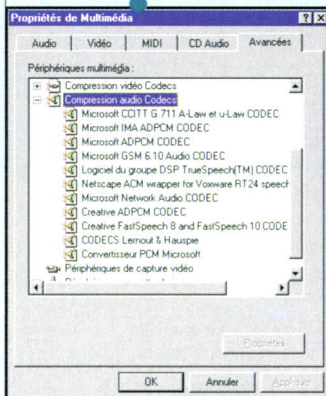 Propriétés de Multimédia
Audio
Vidéo
MIDI
CD Audio
Avancées
Périphériques multimédia :
Compression vidéo Codecs
Compression audio Codecs
Microsoft CCITT G.711 A-Law et u-Law CODEC
Microsoft IMA ADPCM CODEC
Microsoft ADPCM CODEC
Microsoft GSM 6.10 Audio CODEC
Logiciel du groupe DSP TrueSpeech(TM) CODEC
Netscape ACM wrapper for Voxware RT24 speech
Microsoft Network Audio CODEC
Creative ADPCM CODEC
Creative FastSpeech 8 and FastSpeech 10 CODE
CODECS Lernout & Hauspie
Convertisseur PCM Microsoft
Périphériques de capture vidéo
Propriétés
OK
Annuler
Appliquer